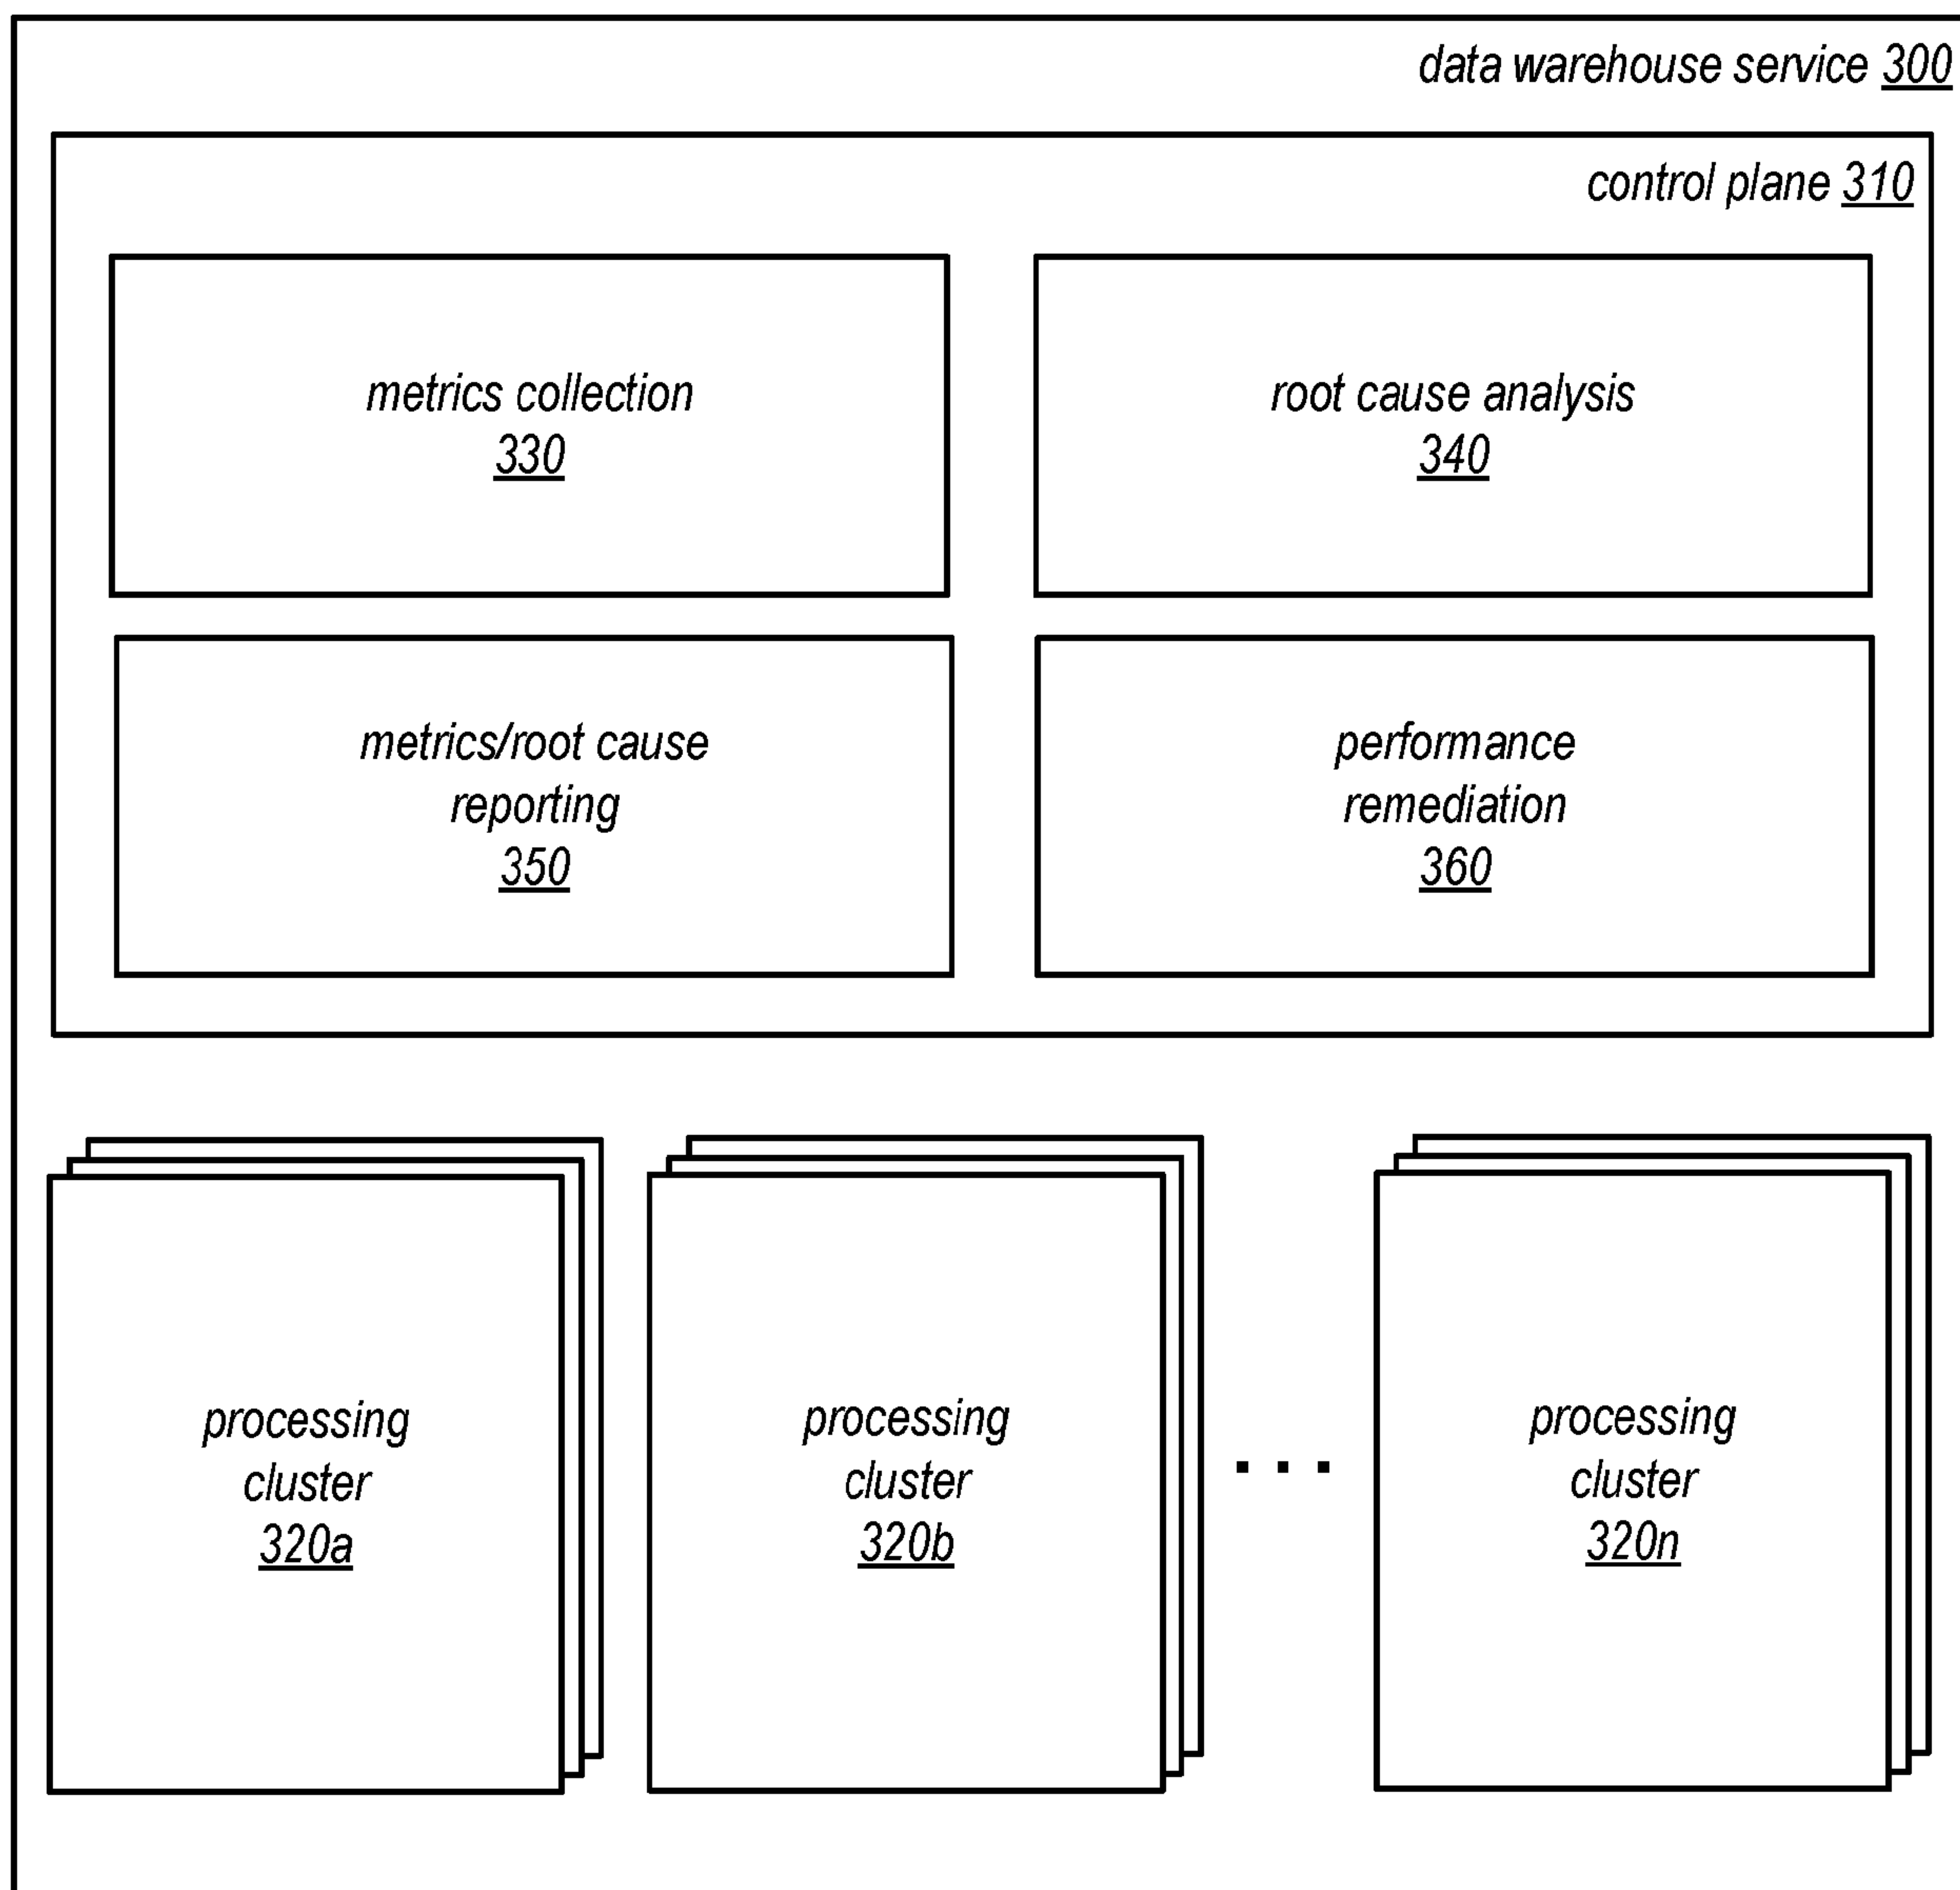 data warehouse service 300
control plane 310
metrics collection
330
root cause analysis
340
metrics/root cause
reporting
350
performance
remediation
360
processing
cluster
320a
processing
cluster
320b
. . .
processing
cluster
320n